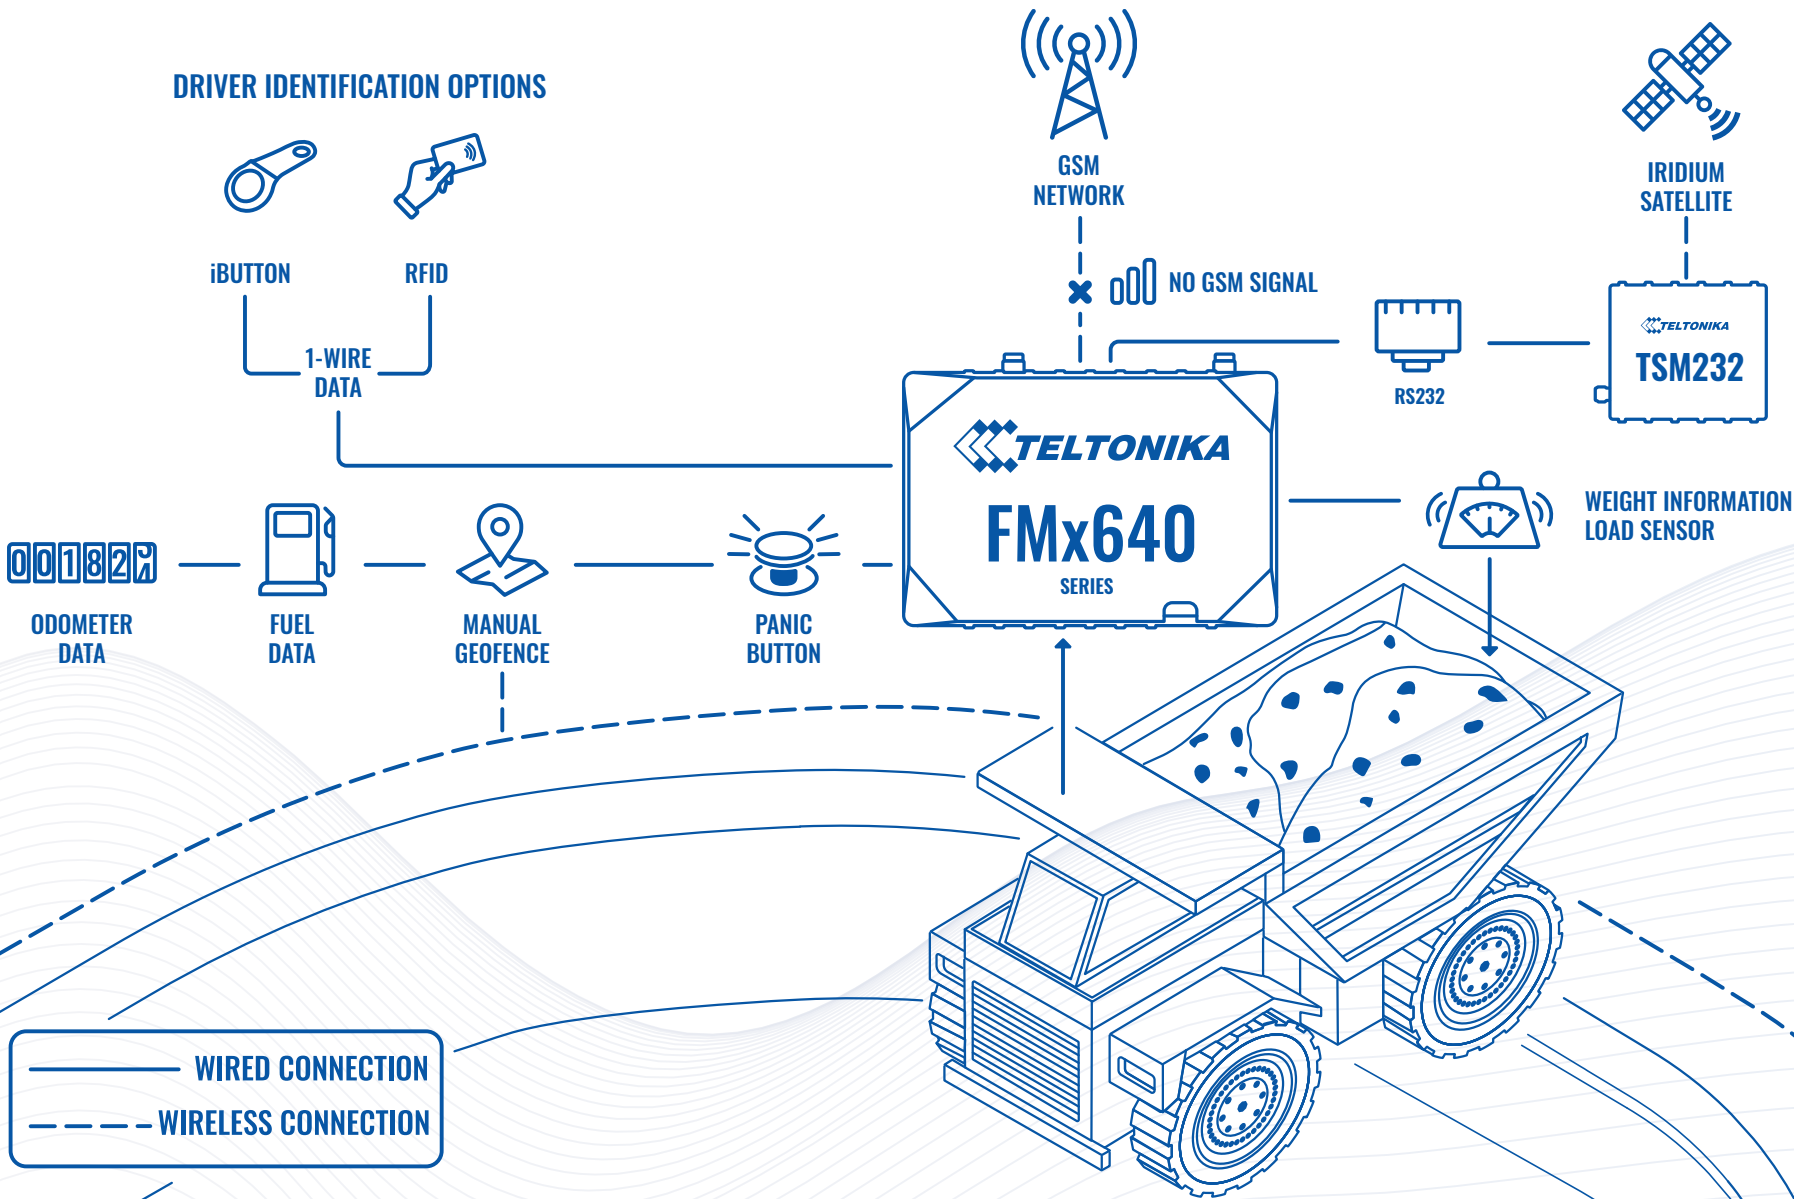 DRIVER IDENTIFICATION OPTIONS
iBUTTON
RFID
1-WIRE
DATA
GSM
NETWORK
NO GSM SIGNAL
IRIDIUM
SATELLITE
RS232
TELTONIKA
TSM232
TELTONIKA
FMx640
SERIES
WEIGHT INFORMATION
LOAD SENSOR
00182
ODOMETER
DATA
FUEL
DATA
MANUAL
GEOFENCE
PANIC
BUTTON
WIRED CONNECTION
WIRELESS CONNECTION